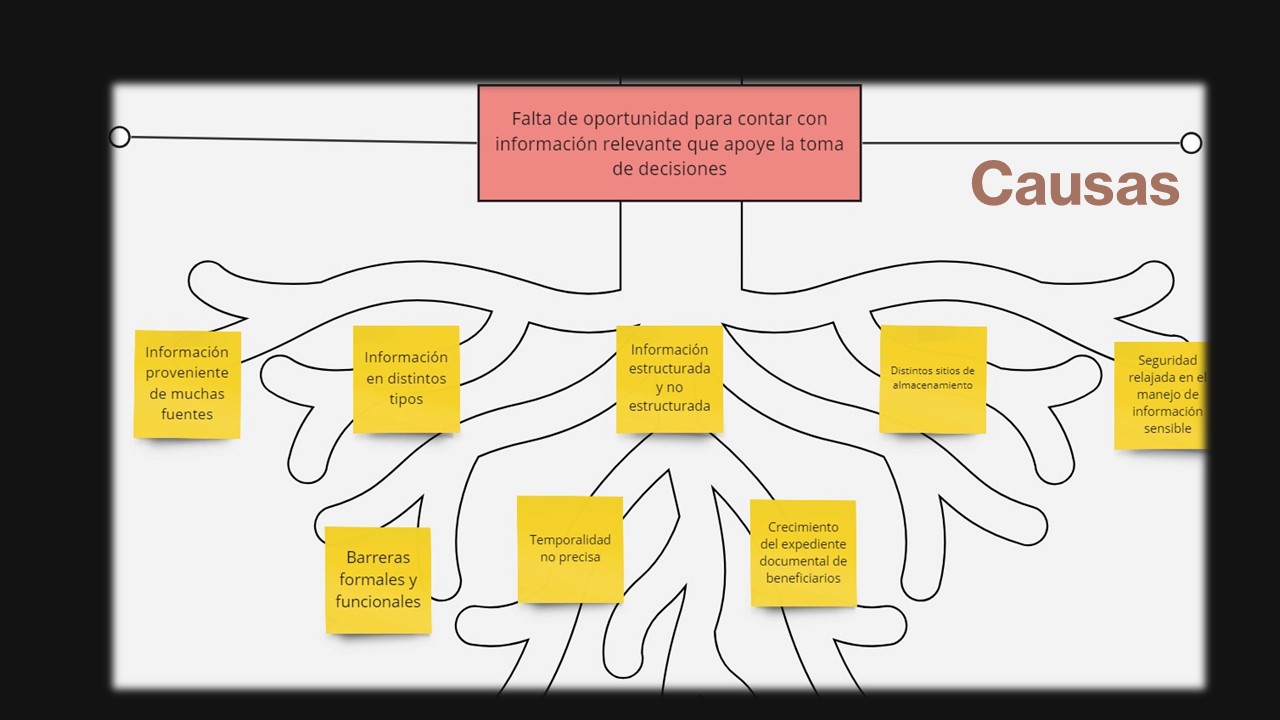 Falta de oportunidad para contar con
información relevante que apoye la toma
de decisiones
Causas
Información
proveniente
de muchas
fuentes
Información
en distintos
tipos
Información
estructurada
y no
estructurada
Distintos sitios de
almacenamiento
Seguridad
relajada en el
manejo de
información
sensible
Barreras
formales y
funcionales
Temporalidad
no precisa
Crecimiento
del expediente
documental de
beneficiarios